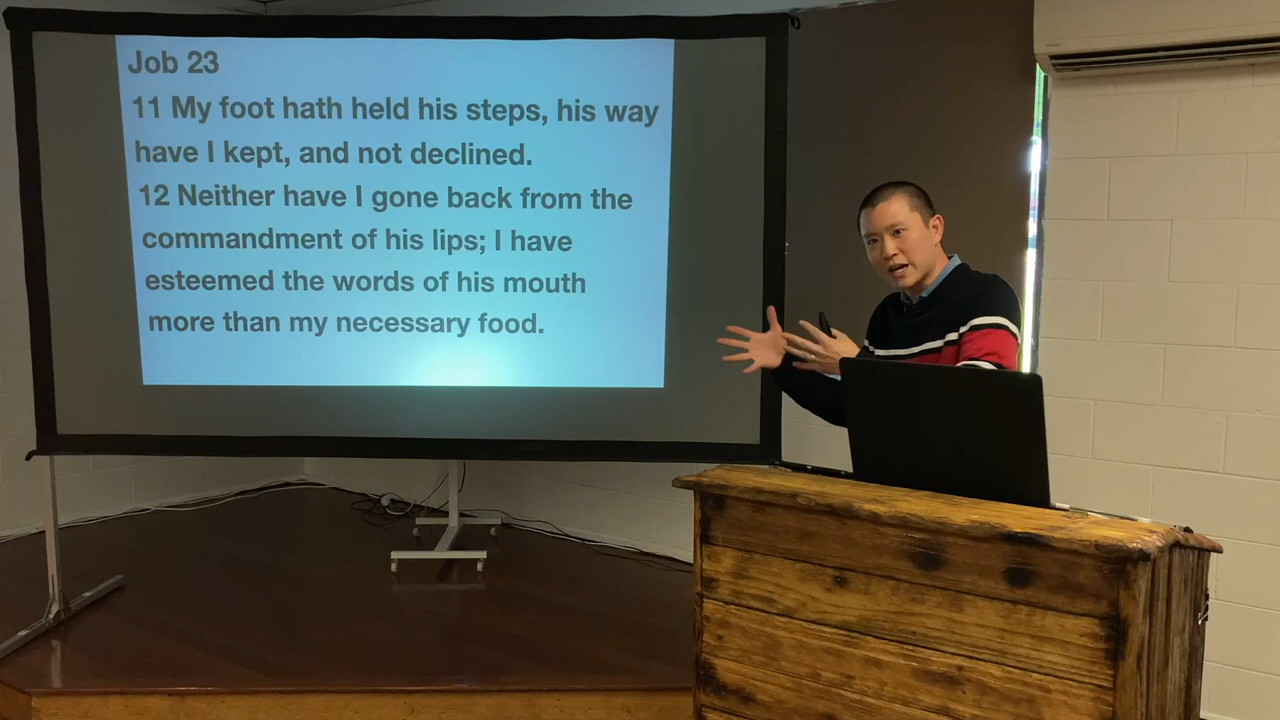 Job 23
11 My foot hath held his steps, his way
have I kept, and not declined.
12 Neither have I gone back from the
commandment of his lips; I have
esteemed the words of his mouth
more than my necessary food.